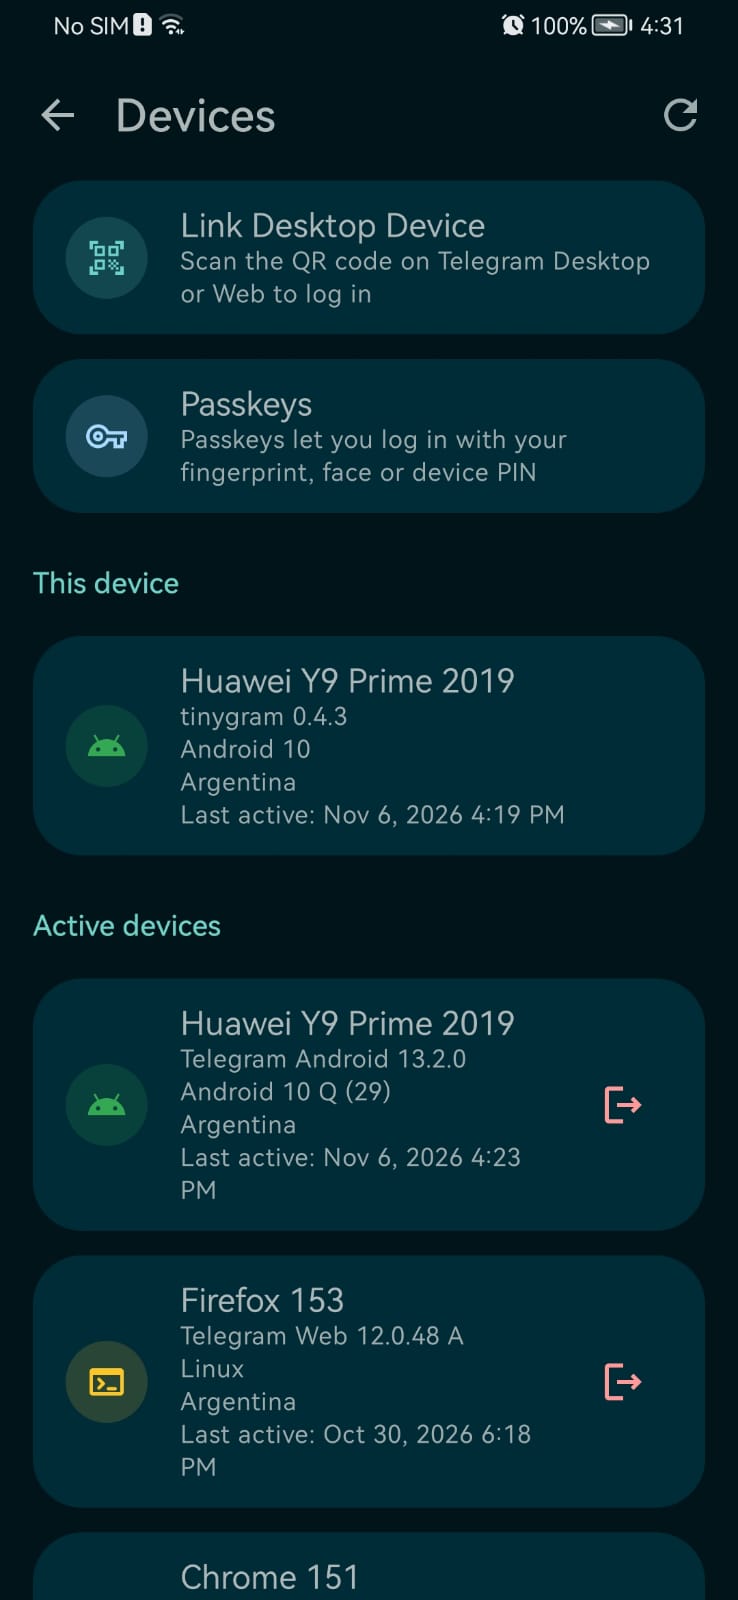 No SIM 100% 4:31
Devices
Link Desktop Device
Scan the QR code on Telegram Desktop
or Web to log in
Passkeys
Passkeys let you log in with your
fingerprint, face or device PIN
This device
Huawei Y9 Prime 2019
tinygram 0.4.3
Android 10
Argentina
Last active: Nov 6, 2026 4:19 PM
Active devices
Huawei Y9 Prime 2019
Telegram Android 13.2.0
Android 10 Q (29)
Argentina
Last active: Nov 6, 2026 4:23
PM
Firefox 153
Telegram Web 12.0.48 A
Linux
Argentina
Last active: Oct 30, 2026 6:18
PM
Chrome 151